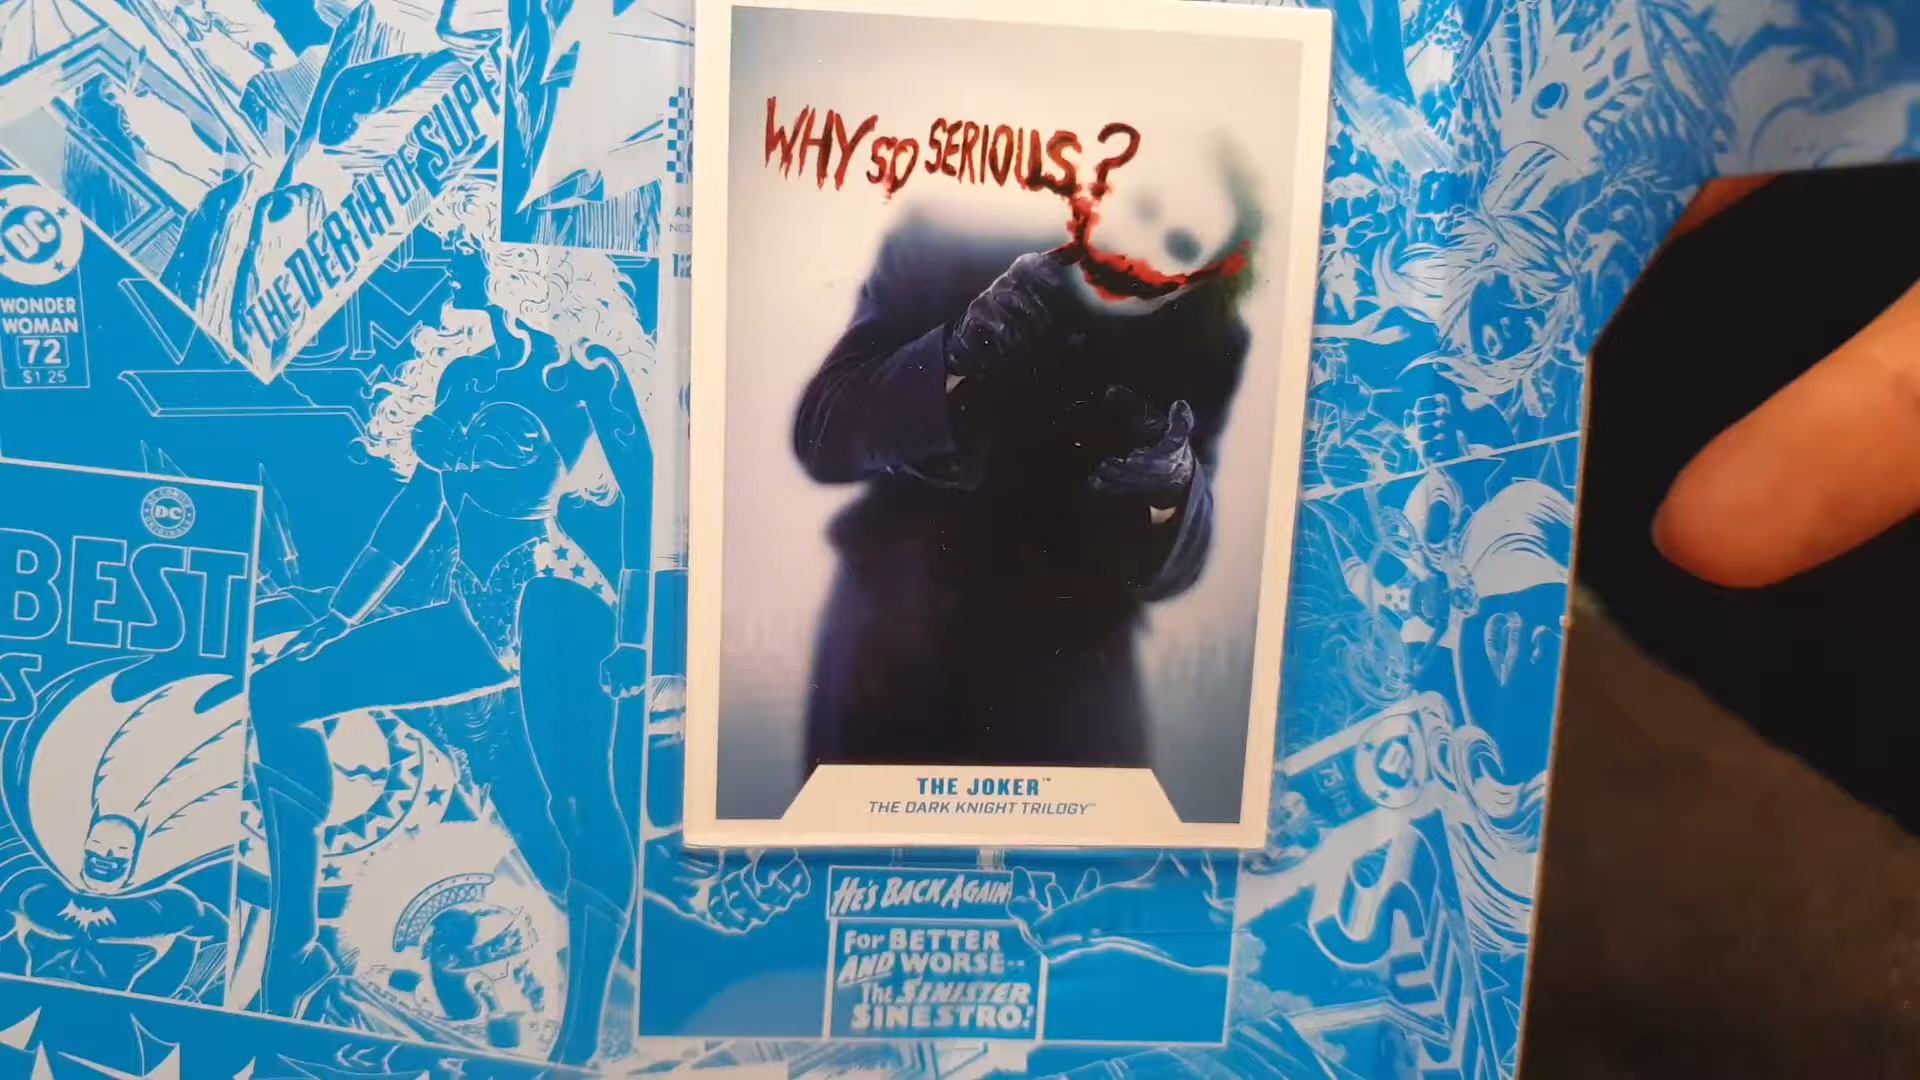 WHY SO SERIOUS?
THE JOKER™
THE DARK KNIGHT TRILOGY™
THE DEATH OF SUPE
DC
WONDER
WOMAN
72
$1.25
DC
BEST
S
HE'S BACK AGAIN
For BETTER
AND WORSE--
The SINISTER
SINESTRO!